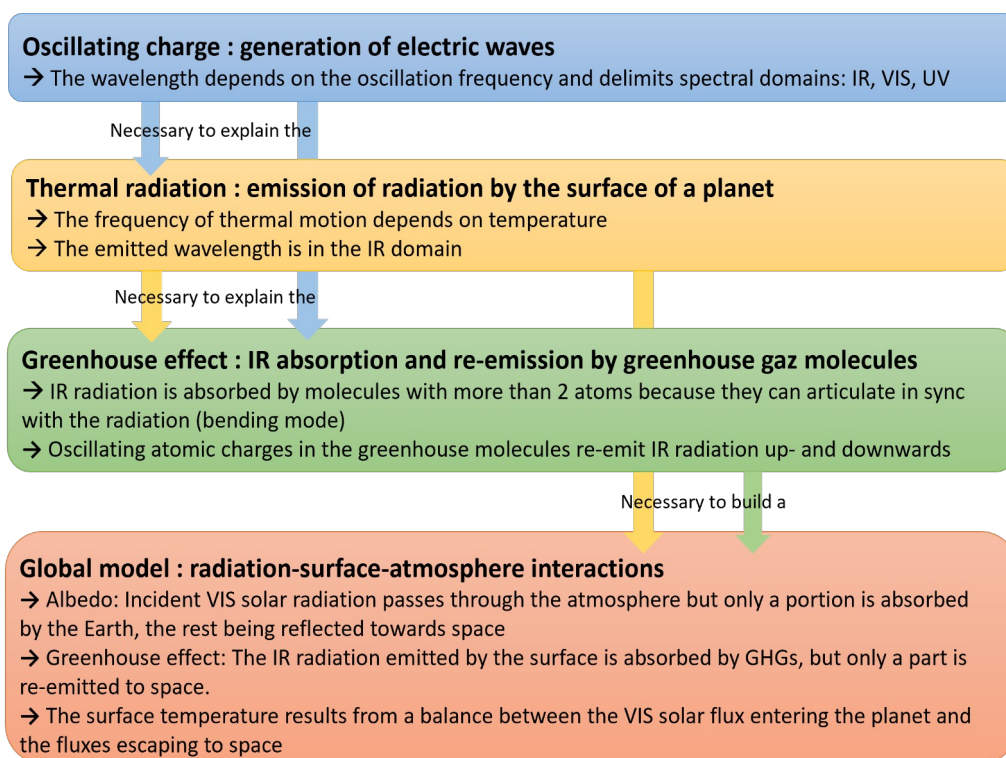 Oscillating charge : generation of electric waves
→ The wavelength depends on the oscillation frequency and delimits spectral domains: IR, VIS, UV
Necessary to explain the
Thermal radiation : emission of radiation by the surface of a planet
→ The frequency of thermal motion depends on temperature
→ The emitted wavelength is in the IR domain
Necessary to explain the
Greenhouse effect : IR absorption and re-emission by greenhouse gaz molecules
→ IR radiation is absorbed by molecules with more than 2 atoms because they can articulate in sync
with the radiation (bending mode)
→ Oscillating atomic charges in the greenhouse molecules re-emit IR radiation up- and downwards
Necessary to build a
Global model : radiation-surface-atmosphere interactions
→ Albedo: Incident VIS solar radiation passes through the atmosphere but only a portion is absorbed
by the Earth, the rest being reflected towards space
→ Greenhouse effect: The IR radiation emitted by the surface is absorbed by GHGs, but only a part is
re-emitted to space.
→ The surface temperature results from a balance between the VIS solar flux entering the planet and
the fluxes escaping to space